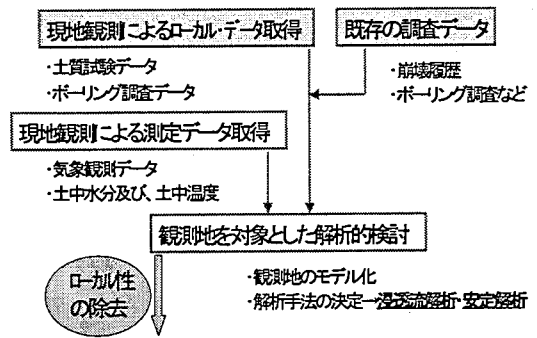 現地観測によるローカル・データ取得
既存の調査データ
・土質試験データ
・ボーリング調査データ
・崩壊履歴
・ボーリング調査など
現地観測による測定データ取得
・気象観測データ
・土中水分及び、土中温度
観測地を対象とした解析的検討
ローカル性
の除去
・観測地のモデル化
・解析手法の決定→浸透流解析・安定解析